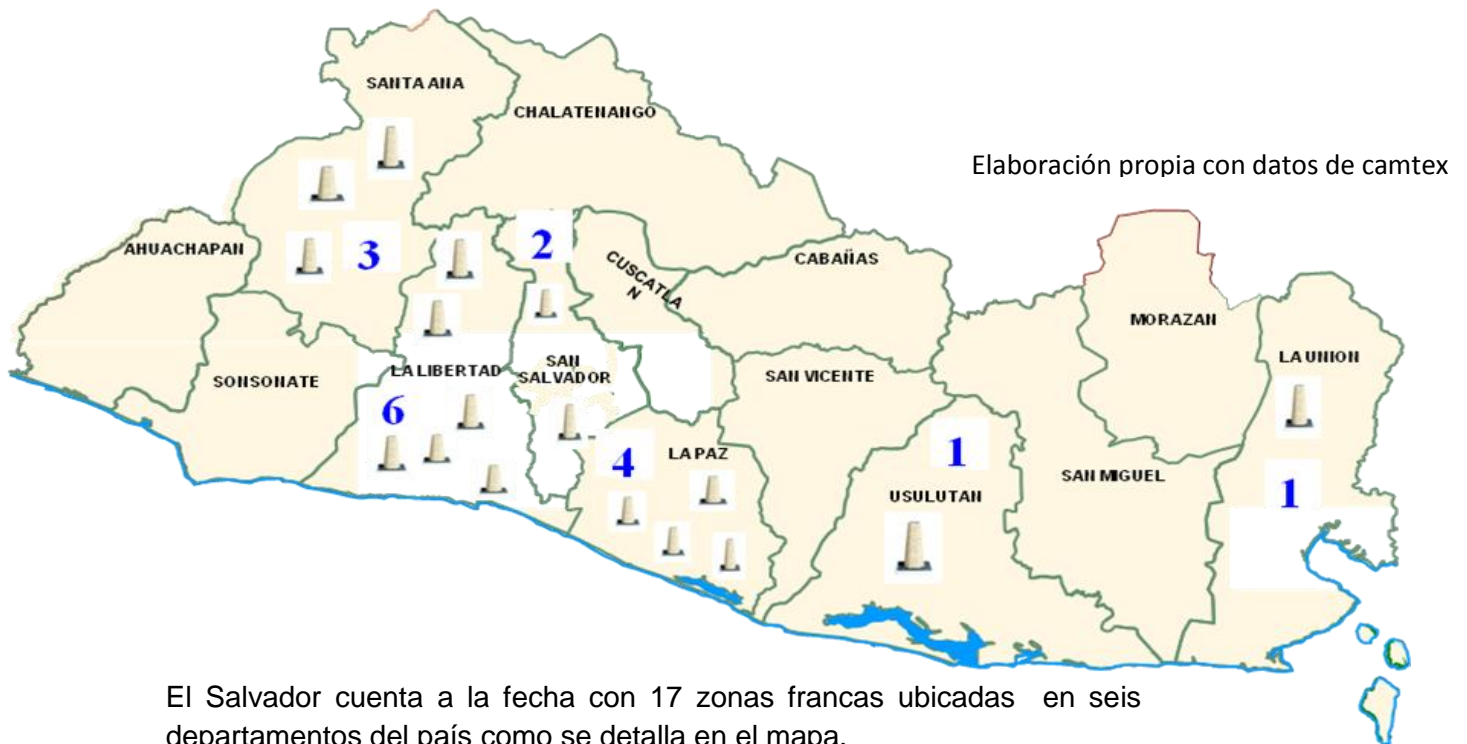 SANTA ANA
CHALATENANGO
Elaboración propia con datos de camtex
AHUACHAPAN
3
2
CUSCATLA
N
CABAÑAS
MORAZAN
LA UNION
SONSONATE
LA LIBERTAD
SAN
SALVADOR
SAN VICENTE
6
4
LA PAZ
1
USULUTAN
SAN MIGUEL
1
El Salvador cuenta a la fecha con 17 zonas francas ubicadas en seis
departamentos del país como se detalla en el mapa.